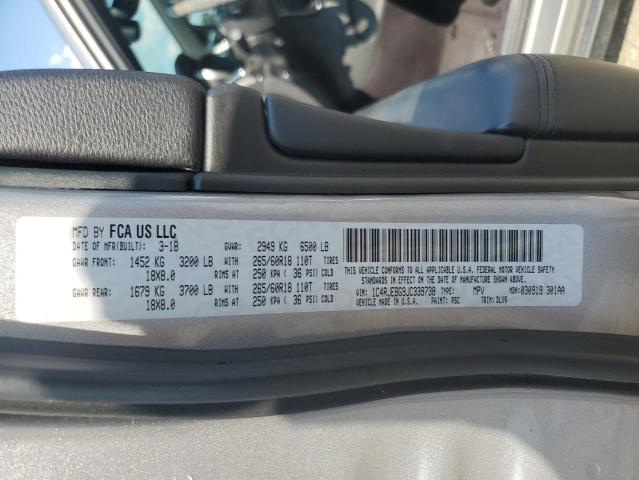 MFD BY FCA US LLC
DATE OF MFR(BUILT): 3-18 GVWR: 2949 KG 6500 LB
GAWR FRONT: 1452 KG 3200 LB WITH 265/60R18 110T TIRES
18X8.0 RIMS AT 250 KPA ( 36 PSI) COLD
GAWR REAR: 1679 KG 3700 LB WITH 265/60R18 110T TIRES
18X8.0 RIMS AT 250 KPA ( 36 PSI) COLD
THIS VEHICLE CONFORMS TO ALL APPLICABLE U.S.A. FEDERAL MOTOR VEHICLE SAFETY
STANDARDS IN EFFECT ON THE DATE OF MANUFACTURE SHOWN ABOVE.
VIN: 1C4RJEBG9JC339738 TYPE: MPV MDH: 030919 301AA
PAINT: PSC TRIM: DLX9